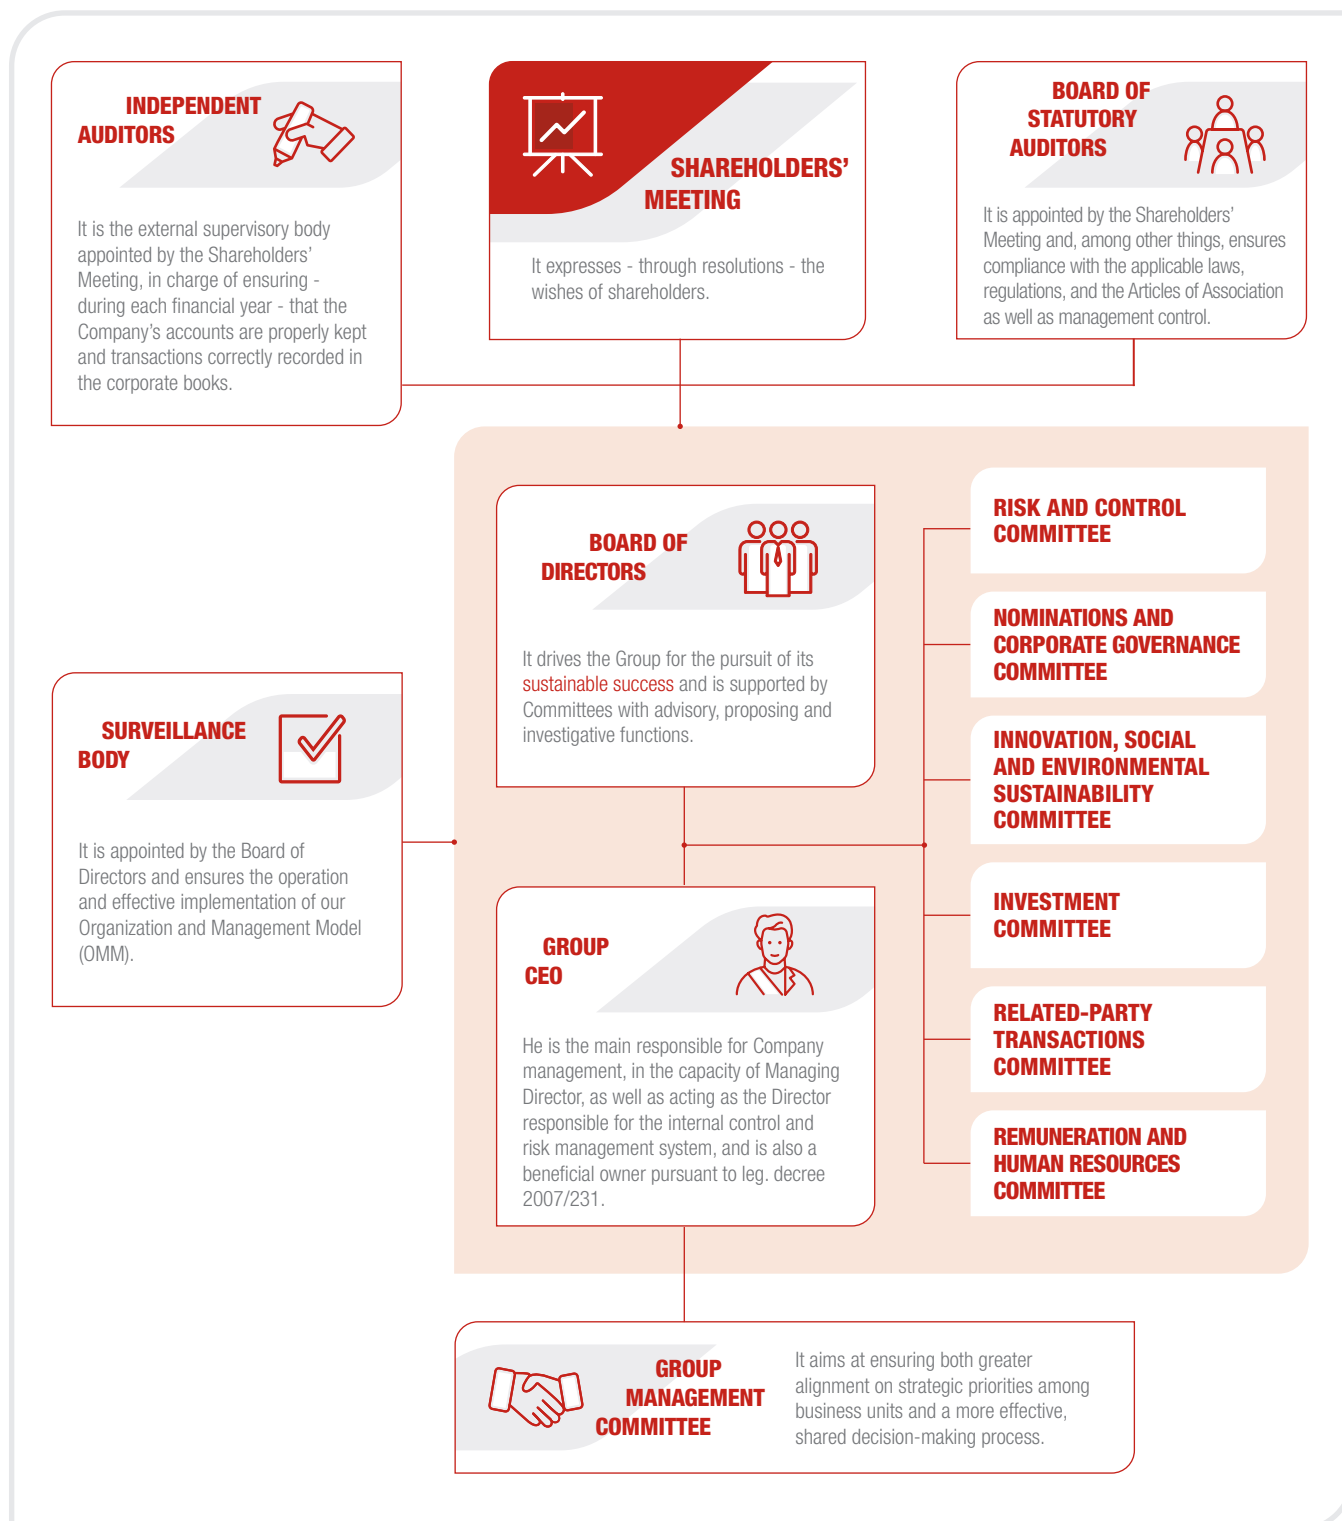 INDEPENDENT
AUDITORS
It is the external supervisory body
appointed by the Shareholders’
Meeting, in charge of ensuring -
during each financial year - that the
Company’s accounts are properly kept
and transactions correctly recorded in
the corporate books.
SHAREHOLDERS’
MEETING
It expresses - through resolutions - the
wishes of shareholders.
BOARD OF
STATUTORY
AUDITORS
It is appointed by the Shareholders’
Meeting and, among other things, ensures
compliance with the applicable laws,
regulations, and the Articles of Association
as well as management control.
SURVEILLANCE
BODY
It is appointed by the Board of
Directors and ensures the operation
and effective implementation of our
Organization and Management Model
(OMM).
BOARD OF
DIRECTORS
It drives the Group for the pursuit of its
sustainable success and is supported by
Committees with advisory, proposing and
investigative functions.
GROUP
CEO
He is the main responsible for Company
management, in the capacity of Managing
Director, as well as acting as the Director
responsible for the internal control and
risk management system, and is also a
beneficial owner pursuant to leg. decree
2007/231.
RISK AND CONTROL
COMMITTEE
NOMINATIONS AND
CORPORATE GOVERNANCE
COMMITTEE
INNOVATION, SOCIAL
AND ENVIRONMENTAL
SUSTAINABILITY
COMMITTEE
INVESTMENT
COMMITTEE
RELATED-PARTY
TRANSACTIONS
COMMITTEE
REMUNERATION AND
HUMAN RESOURCES
COMMITTEE
GROUP
MANAGEMENT
COMMITTEE
It aims at ensuring both greater
alignment on strategic priorities among
business units and a more effective,
shared decision-making process.